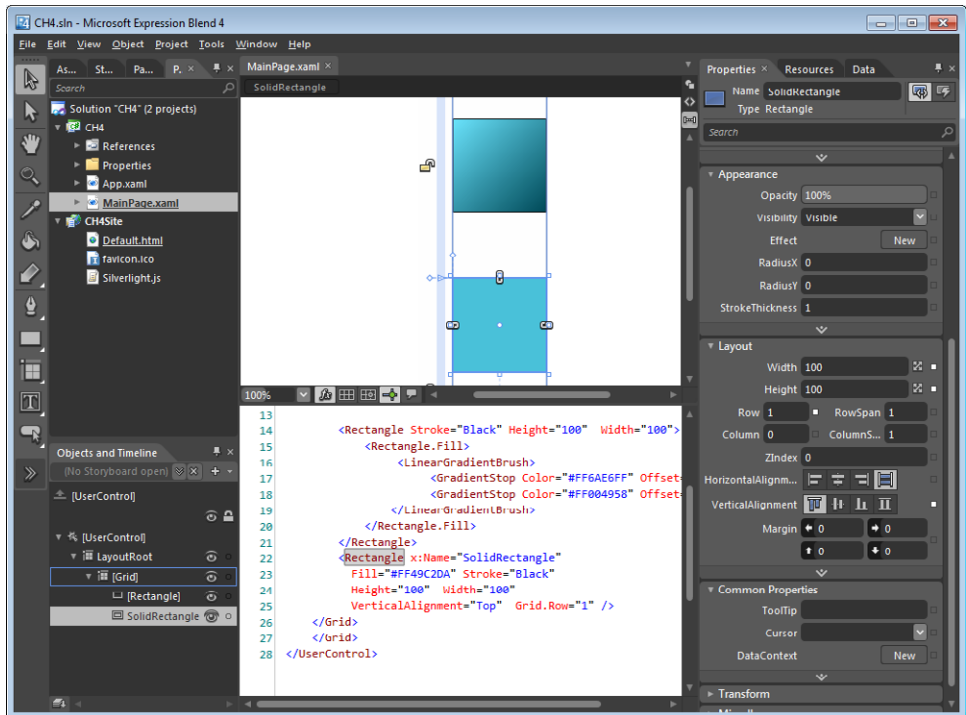 CH4.sln - Microsoft Expression Blend 4
File Edit View Object Project Tools Window Help
As... St... Pa... P.
Search
Solution "CH4" (2 projects)
CH4
References
Properties
App.xaml
MainPage.xaml
CH4Site
Default.html
favicon.ico
Silverlight.js
Objects and Timeline
(No Storyboard open)
[UserControl]
[UserControl]
LayoutRoot
[Grid]
[Rectangle]
SolidRectangle
MainPage.xaml
SolidRectangle
100%
13
14 <Rectangle Stroke="Black" Height="100" Width="100">
15 <Rectangle.Fill>
16 <LinearGradientBrush>
17 <GradientStop Color="#FF6AE6FF" Offset=
18 <GradientStop Color="#FF004958" Offset=
19 </LinearGradientBrush>
20 </Rectangle.Fill>
21 </Rectangle>
22 <Rectangle x:Name="SolidRectangle"
23 Fill="#FF49C2DA" Stroke="Black"
24 Height="100" Width="100"
25 VerticalAlignment="Top" Grid.Row="1" />
26 </Grid>
27 </Grid>
28 </UserControl>
Properties Resources Data
Name SolidRectangle
Type Rectangle
Search
Appearance
Opacity 100%
Visibility Visible
Effect New
RadiusX 0
RadiusY 0
StrokeThickness 1
Layout
Width 100
Height 100
Row 1 RowSpan 1
Column 0 ColumnS... 1
ZIndex 0
HorizontalAlignm...
VerticalAlignment
Margin 0 0
0 0
Common Properties
ToolTip
Cursor
DataContext New
Transform